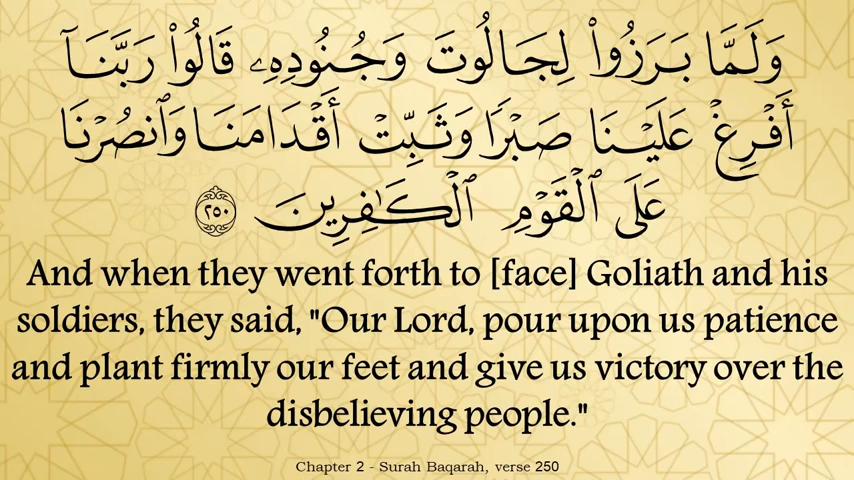 وَلَمَّا بَرَزُوا۟ لِجَالُوتَ وَجُنُودِهِۦ قَالُوا۟ رَبَّنَآ
أَفْرِغْ عَلَيْنَا صَبْرًا وَثَبِّتْ أَقْدَامَنَا وَٱنصُرْنَا
عَلَى ٱلْقَوْمِ ٱلْكَـٰفِرِينَ ٢٥٠
And when they went forth to [face] Goliath and his
soldiers, they said, "Our Lord, pour upon us patience
and plant firmly our feet and give us victory over the
disbelieving people."
Chapter 2 - Surah Baqarah, verse 250